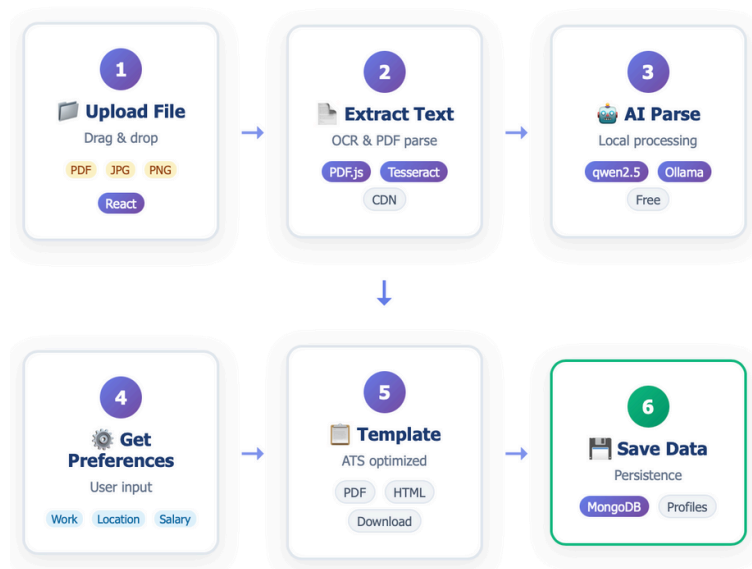 1
Upload File
Drag & drop
PDF JPG PNG
React
2
Extract Text
OCR & PDF parse
PDF.js Tesseract
CDN
3
AI Parse
Local processing
qwen2.5 Ollama
Free
4
Get
Preferences
User input
Work Location Salary
5
Template
ATS optimized
PDF HTML
Download
6
Save Data
Persistence
MongoDB Profiles